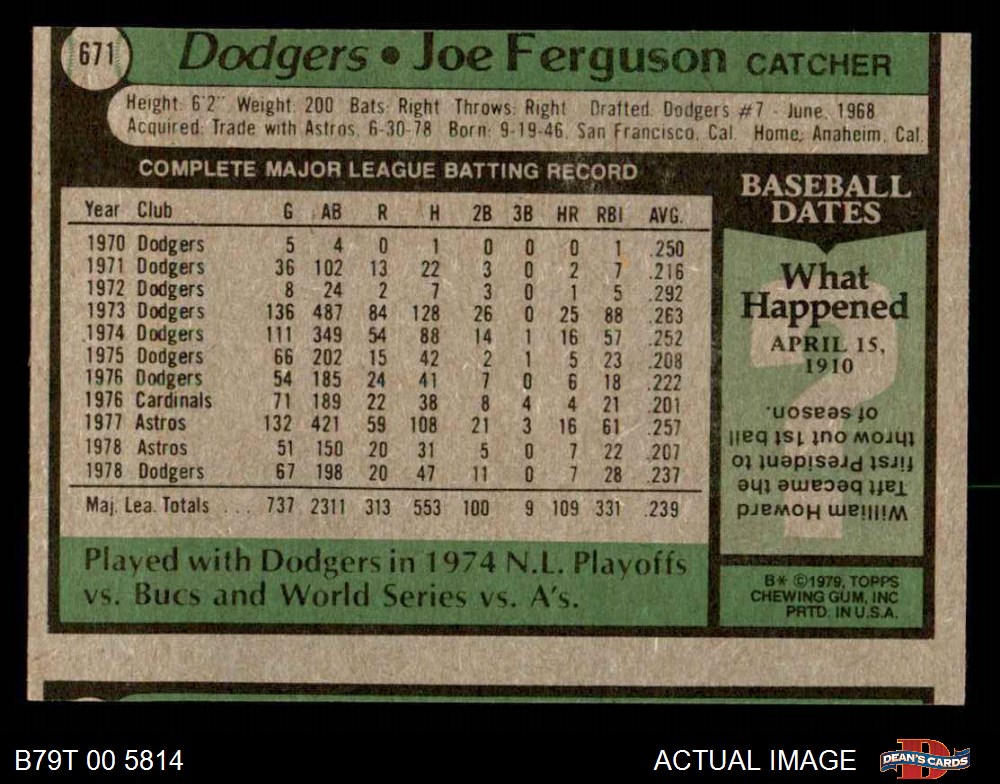 671
Dodgers • Joe Ferguson CATCHER
Height: 6'2" Weight: 200 Bats: Right Throws: Right Drafted: Dodgers #7 - June, 1968
Acquired: Trade with Astros, 6-30-78 Born: 9-19-46, San Francisco, Cal. Home: Anaheim, Cal.
COMPLETE MAJOR LEAGUE BATTING RECORD
Year Club G AB R H 2B 3B HR RBI AVG.
1970 Dodgers 5 4 0 1 0 0 0 1 .250
1971 Dodgers 36 102 13 22 3 0 2 7 .216
1972 Dodgers 8 24 2 7 3 0 1 5 .292
1973 Dodgers 136 487 84 128 26 0 25 88 .263
1974 Dodgers 111 349 54 88 14 1 16 57 .252
1975 Dodgers 66 202 15 42 2 1 5 23 .208
1976 Dodgers 54 185 24 41 7 0 6 18 .222
1976 Cardinals 71 189 22 38 8 4 4 21 .201
1977 Astros 132 421 59 108 21 3 16 61 .257
1978 Astros 51 150 20 31 5 0 7 22 .207
1978 Dodgers 67 198 20 47 11 0 7 28 .237
Maj. Lea. Totals . . . 737 2311 313 553 100 9 109 331 .239
Played with Dodgers in 1974 N.L. Playoffs
vs. Bucs and World Series vs. A's.
BASEBALL
DATES
What
Happened
APRIL 15,
1910
William Howard
Taft became the
first President to
throw out 1st ball
of season.
B* ©1979, TOPPS
CHEWING GUM, INC
PRTD. IN U.S.A.
B79T 00 5814
ACTUAL IMAGE
D
DEAN'S CARDS